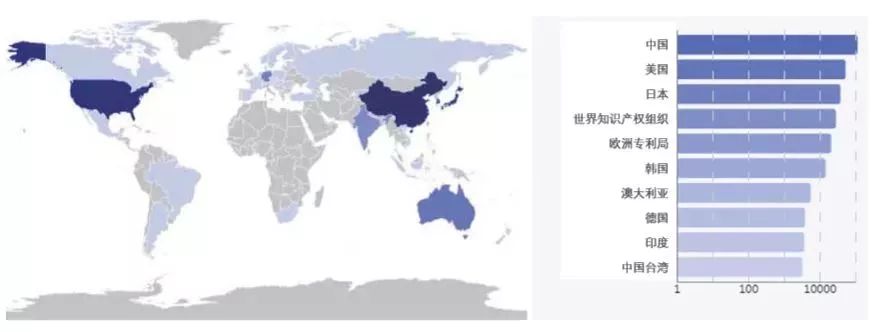 中国
美国
日本
世界知识产权组织
欧洲专利局
韩国
澳大利亚
德国
印度
中国台湾
1 100 10000